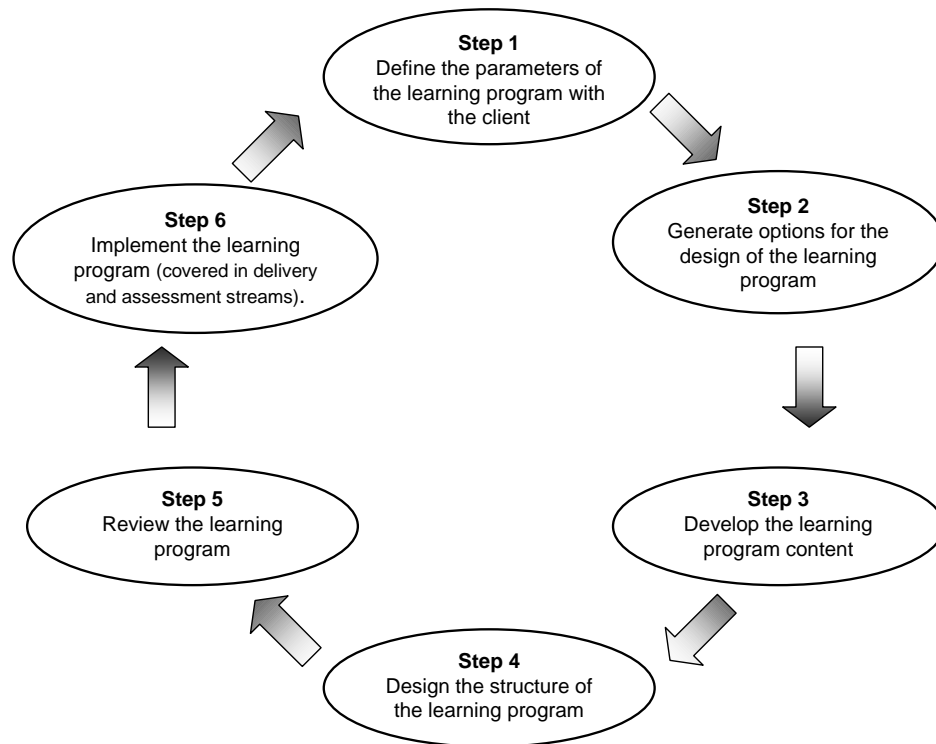 Step 1
Define the parameters of
the learning program with
the client
Step 2
Generate options for the
design of the learning
program
Step 3
Develop the learning
program content
Step 4
Design the structure of
the learning program
Step 5
Review the learning
program
Step 6
Implement the learning
program (covered in delivery
and assessment streams).